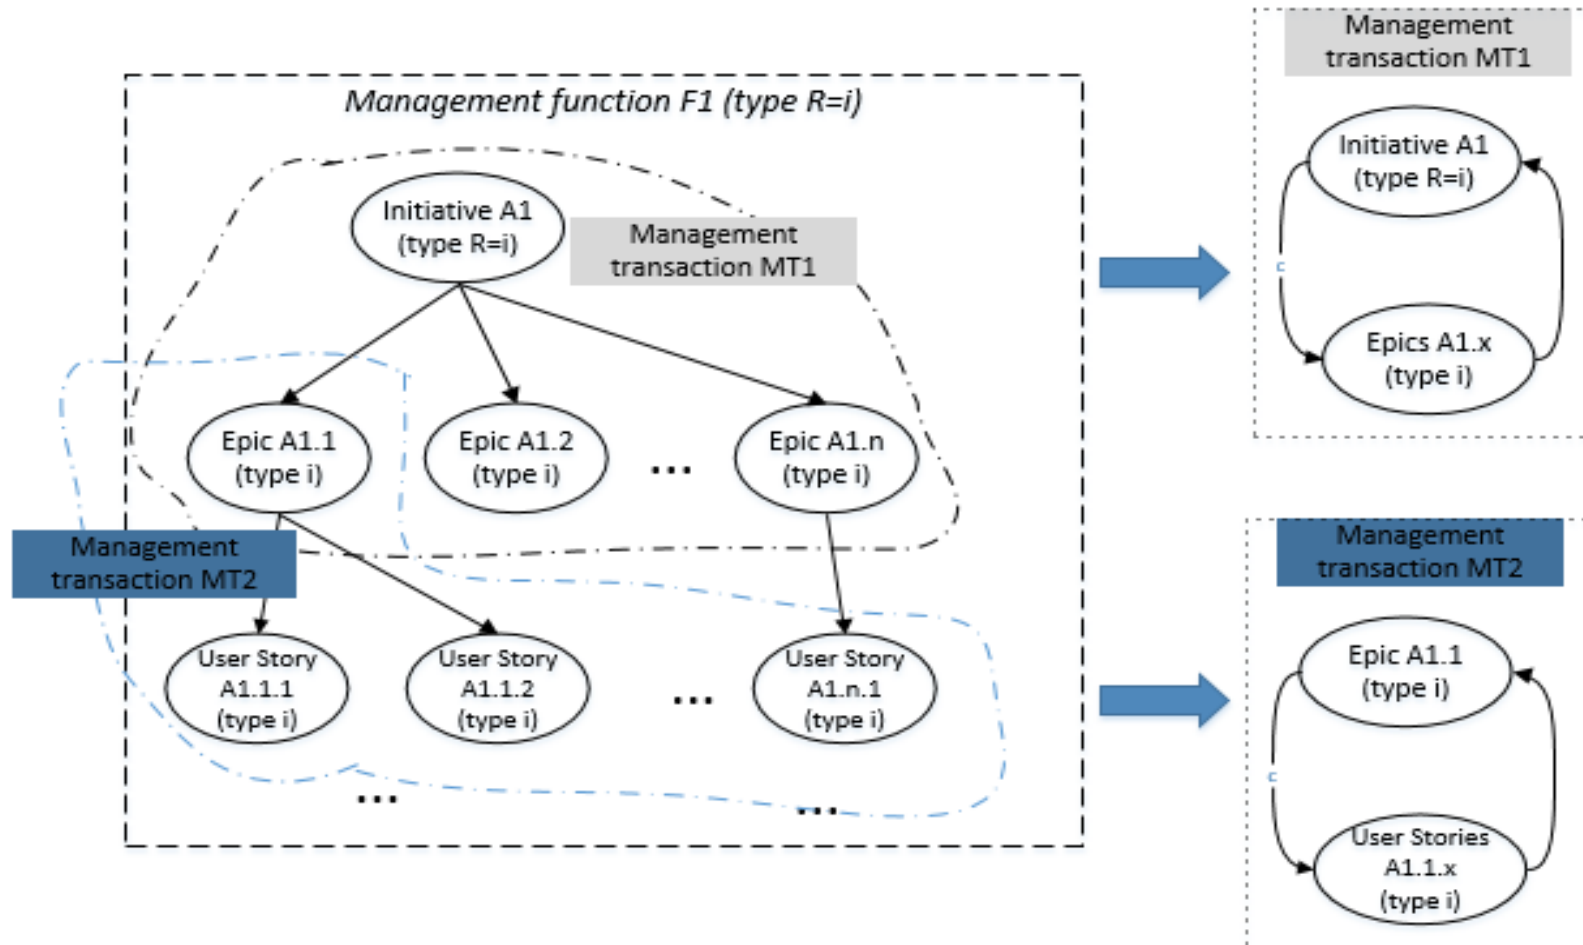 Management function F1 (type R=i)
Initiative A1
(type R=i)
Management
transaction MT1
Epic A1.1
(type i)
Epic A1.2
(type i)
...
Epic A1.n
(type i)
Management
transaction MT2
User Story
A1.1.1
(type i)
User Story
A1.1.2
(type i)
...
User Story
A1.n.1
(type i)
...
...
Management
transaction MT1
Initiative A1
(type R=i)
Epics A1.x
(type i)
Management
transaction MT2
Epic A1.1
(type i)
User Stories
A1.1.x
(type i)